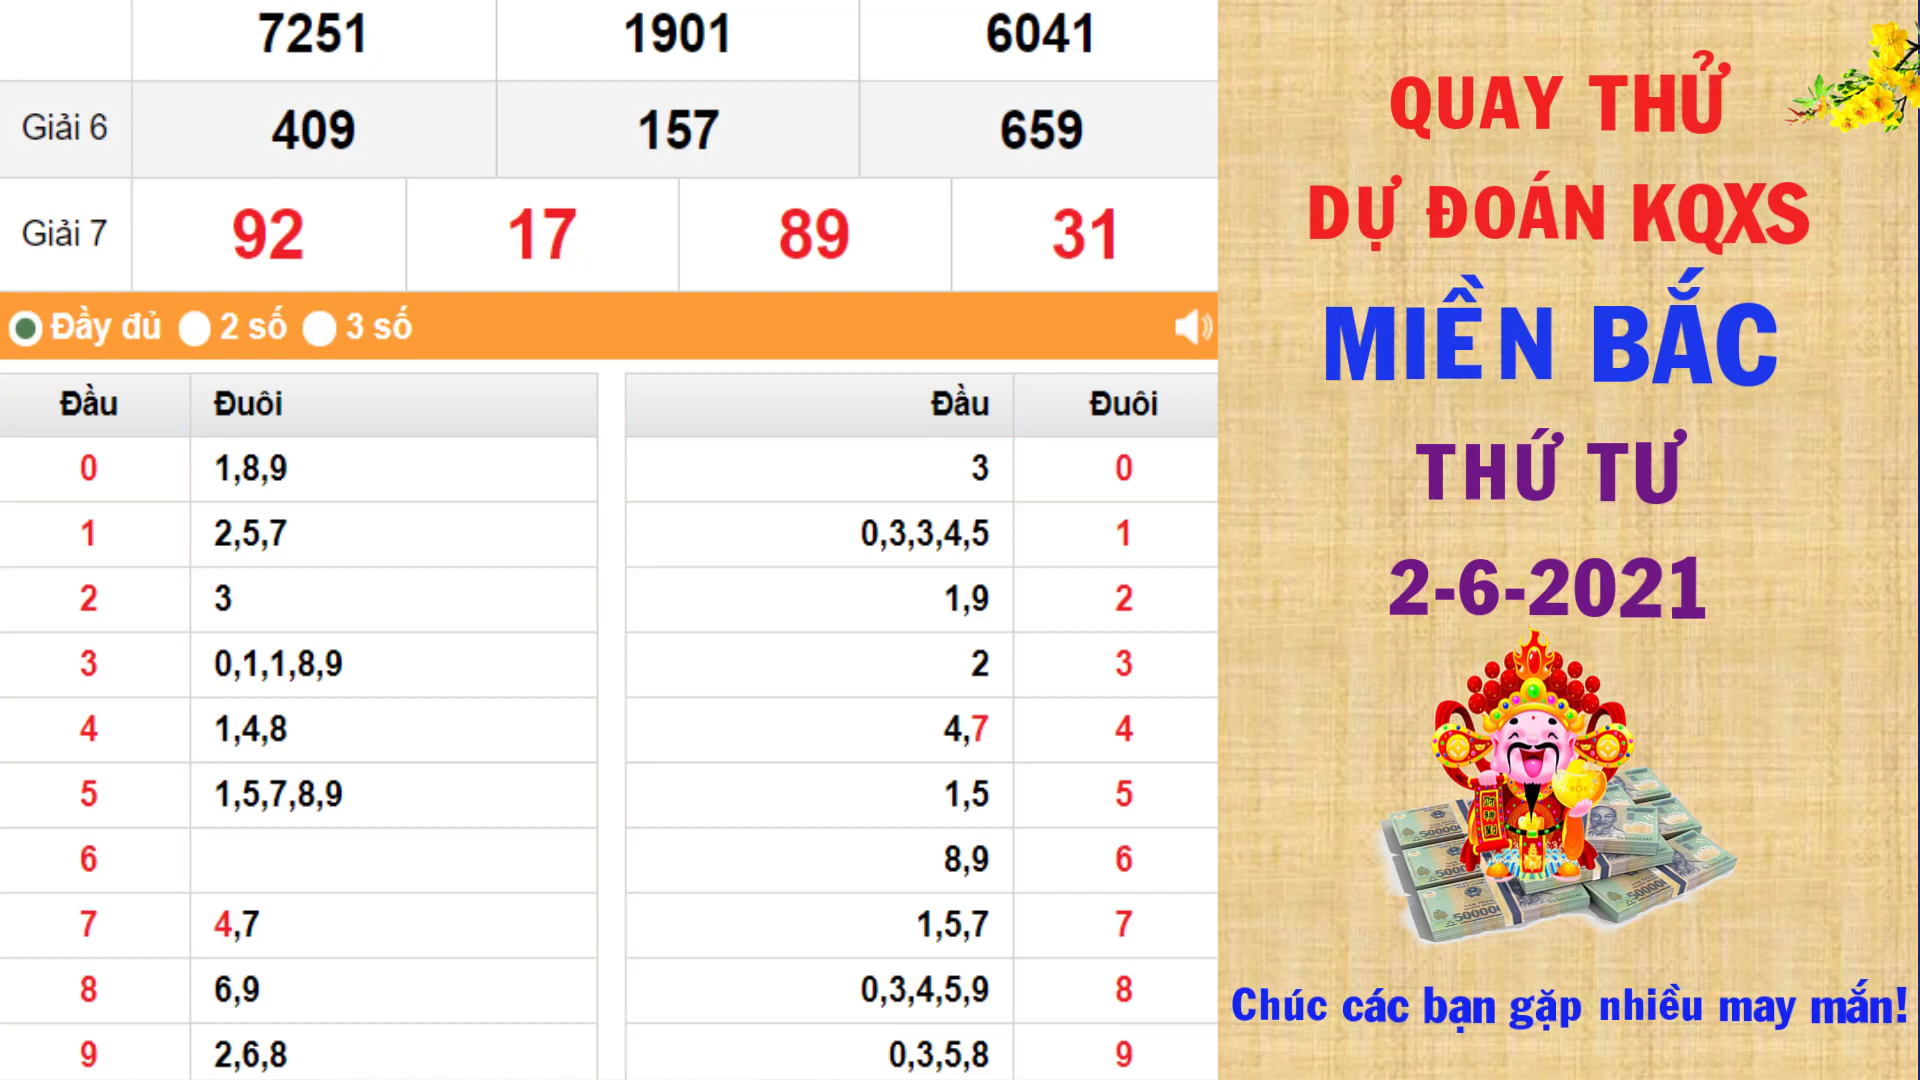 7251 1901 6041
Giải 6 409 157 659
Giải 7 92 17 89 31
Đầy đủ 2 số 3 số
Đầu Đuôi Đầu Đuôi
0 1,8,9 3 0
1 2,5,7 0,3,3,4,5 1
2 3 1,9 2
3 0,1,1,8,9 2 3
4 1,4,8 4,7 4
5 1,5,7,8,9 1,5 5
6 8,9 6
7 4,7 1,5,7 7
8 6,9 0,3,4,5,9 8
9 2,6,8 0,3,5,8 9
QUAY THỬ
DỰ ĐOÁN KQXS
MIỀN BẮC
THỨ TƯ
2-6-2021
Chúc các bạn gặp nhiều may mắn!